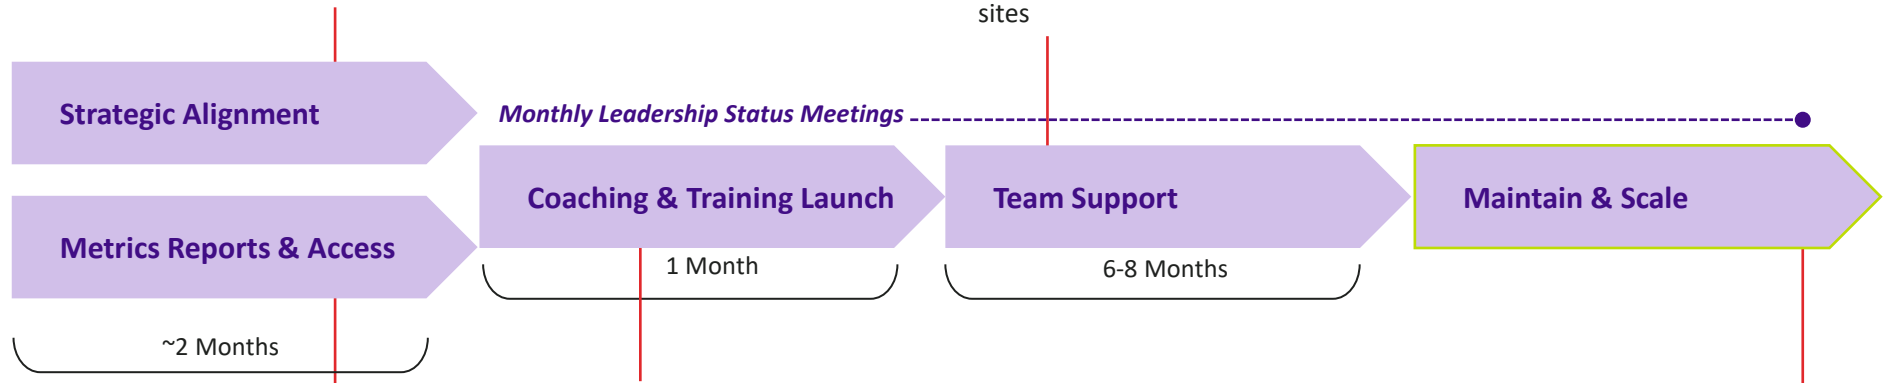 sites
Strategic Alignment
Monthly Leadership Status Meetings
Coaching & Training Launch
Team Support
Maintain & Scale
Metrics Reports & Access
1 Month
6-8 Months
~2 Months